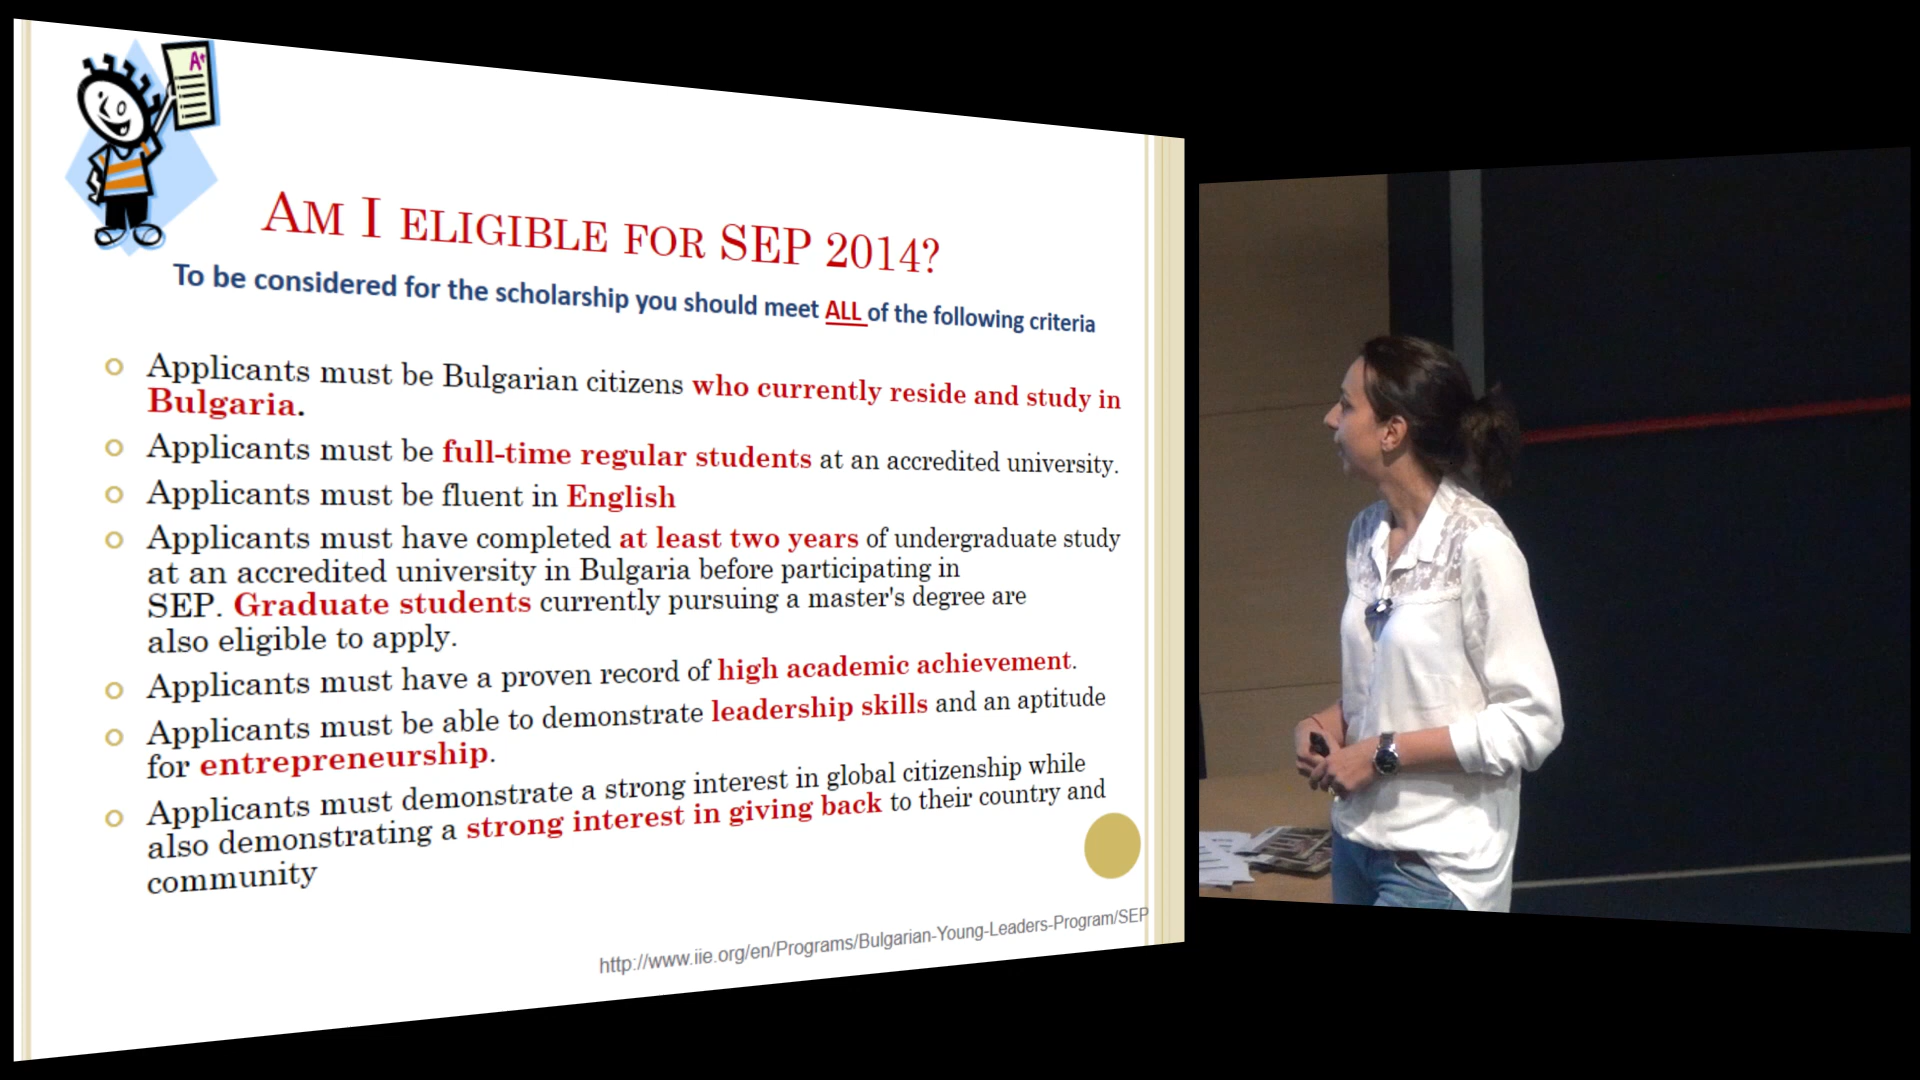 A+
AM I ELIGIBLE FOR SEP 2014?
To be considered for the scholarship you should meet ALL of the following criteria
Applicants must be Bulgarian citizens who currently reside and study in
Bulgaria.
Applicants must be full-time regular students at an accredited university.
Applicants must be fluent in English
Applicants must have completed at least two years of undergraduate study
at an accredited university in Bulgaria before participating in
SEP. Graduate students currently pursuing a master's degree are
also eligible to apply.
Applicants must have a proven record of high academic achievement.
Applicants must be able to demonstrate leadership skills and an aptitude
for entrepreneurship.
Applicants must demonstrate a strong interest in global citizenship while
also demonstrating a strong interest in giving back to their country and
community
http://www.iie.org/en/Programs/Bulgarian-Young-Leaders-Program/SEP